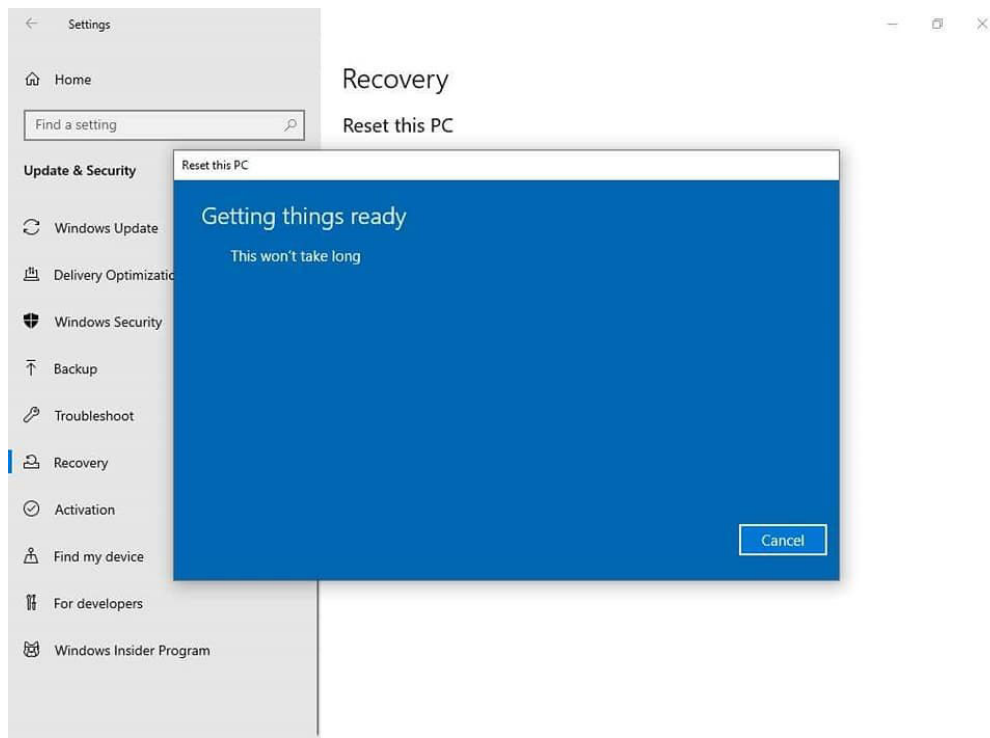 Settings
Home
Find a setting
Update & Security
Windows Update
Delivery Optimizatic
Windows Security
Backup
Troubleshoot
Recovery
Activation
Find my device
For developers
Windows Insider Program
Recovery
Reset this PC
Reset this PC
Getting things ready
This won't take long
Cancel